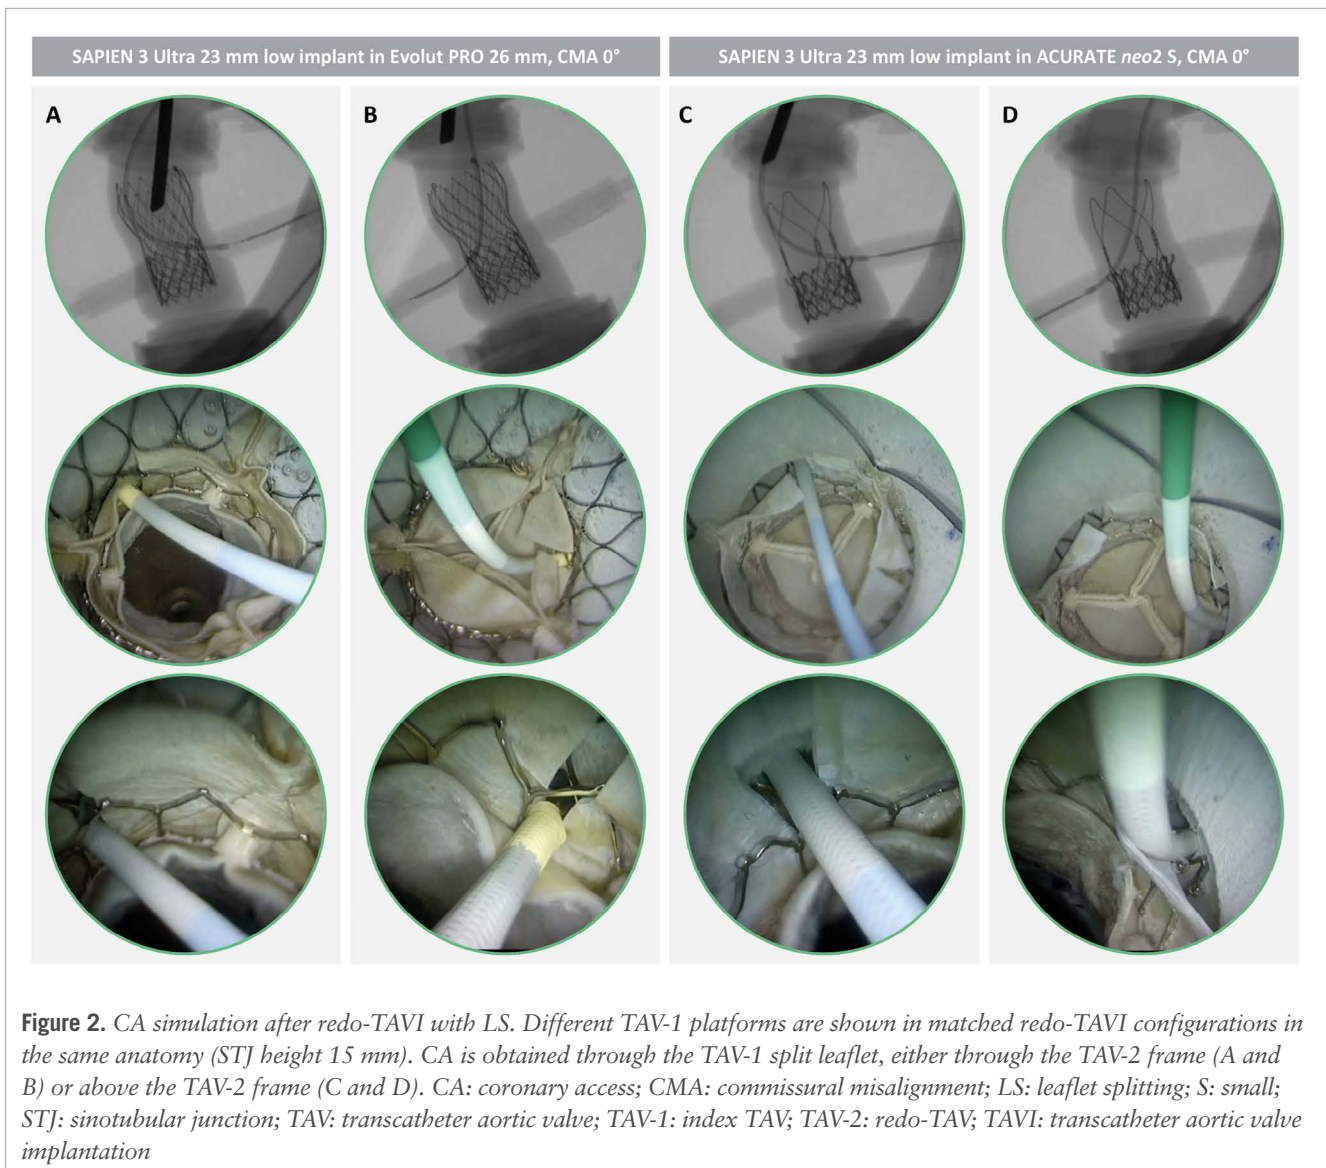 SAPIEN 3 Ultra 23 mm low implant in Evolut PRO 26 mm, CMA 0°
SAPIEN 3 Ultra 23 mm low implant in ACURATE neo2 S, CMA 0°
A
B
C
D
Figure 2. CA simulation after redo-TAVI with LS. Different TAV-1 platforms are shown in matched redo-TAVI configurations in
the same anatomy (STJ height 15 mm). CA is obtained through the TAV-1 split leaflet, either through the TAV-2 frame (A and
B) or above the TAV-2 frame (C and D). CA: coronary access; CMA: commissural misalignment; LS: leaflet splitting; S: small;
STJ: sinotubular junction; TAV: transcatheter aortic valve; TAV-1: index TAV; TAV-2: redo-TAV; TAVI: transcatheter aortic valve
implantation